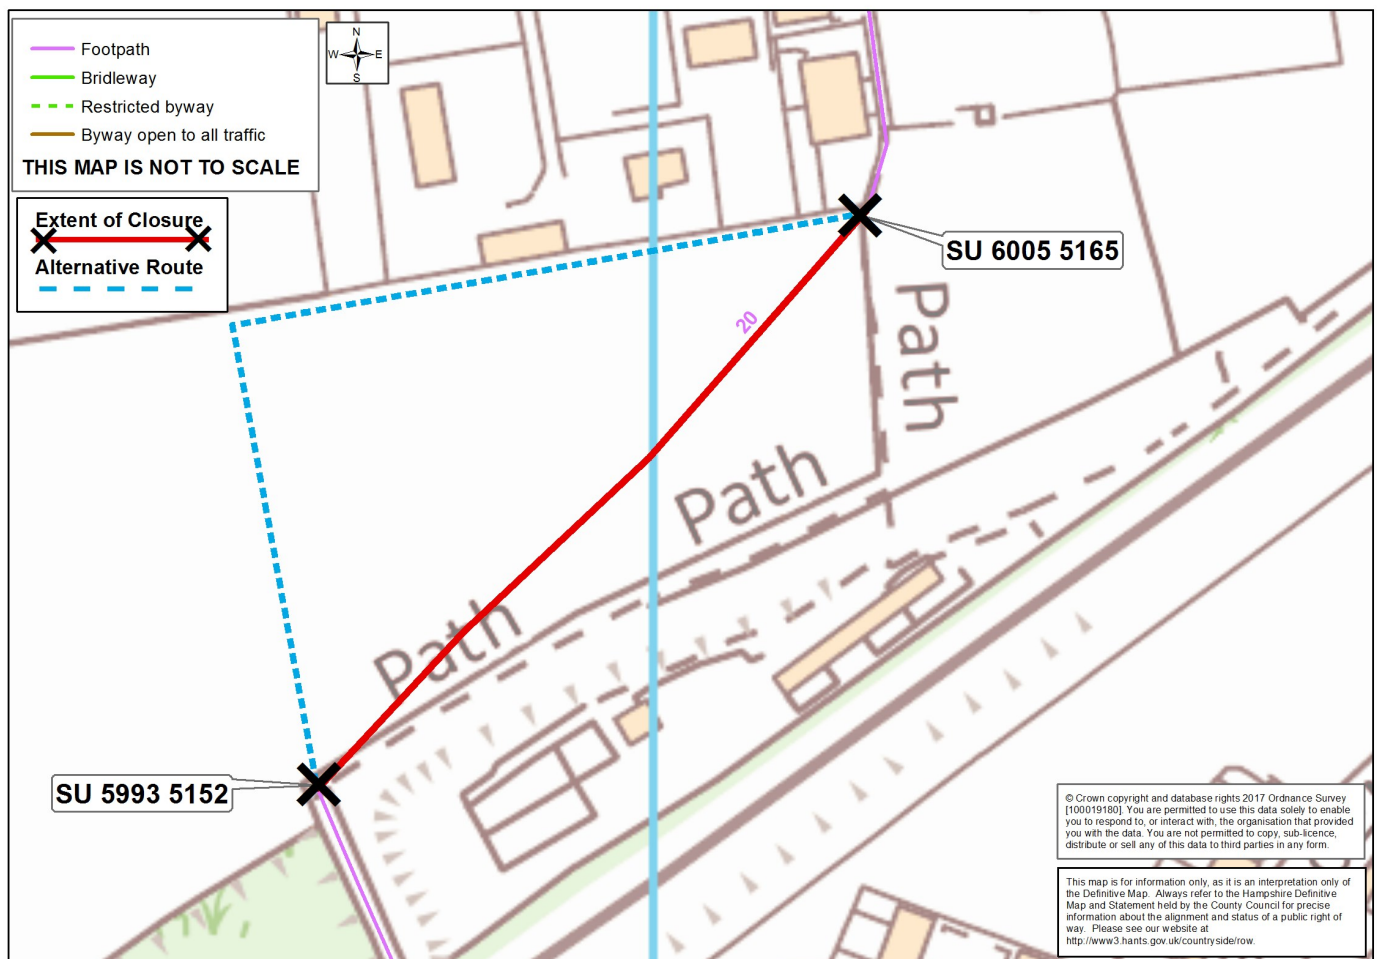 Footpath
Bridleway
Restricted byway
Byway open to all traffic
THIS MAP IS NOT TO SCALE
N
W E
S
Extent of Closure
Alternative Route
SU 6005 5165
20
Path
Path
Path
SU 5993 5152
© Crown copyright and database rights 2017 Ordnance Survey
[100019180]. You are permitted to use this data solely to enable
you to respond to, or interact with, the organisation that provided
you with the data. You are not permitted to copy, sub-licence,
distribute or sell any of this data to third parties in any form.
This map is for information only, as it is an interpretation only of
the Definitive Map.  Always refer to the Hampshire Definitive
Map and Statement held by the County Council for precise
information about the alignment and status of a public right of
way.  Please see our website at
http://www3.hants.gov.uk/countryside/row.